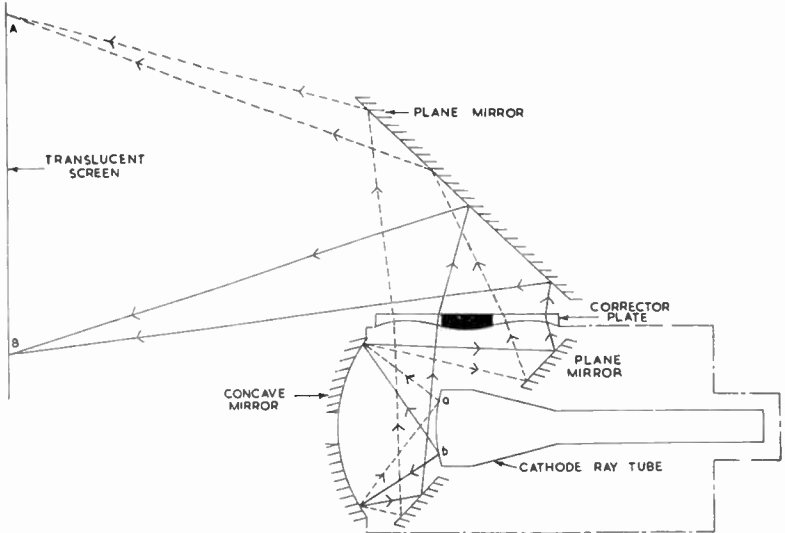 A
PLANE MIRROR
TRANSLUCENT
SCREEN
B
CORRECTOR
PLATE
PLANE
MIRROR
CONCAVE
MIRROR
a
b
CATHODE RAY TUBE